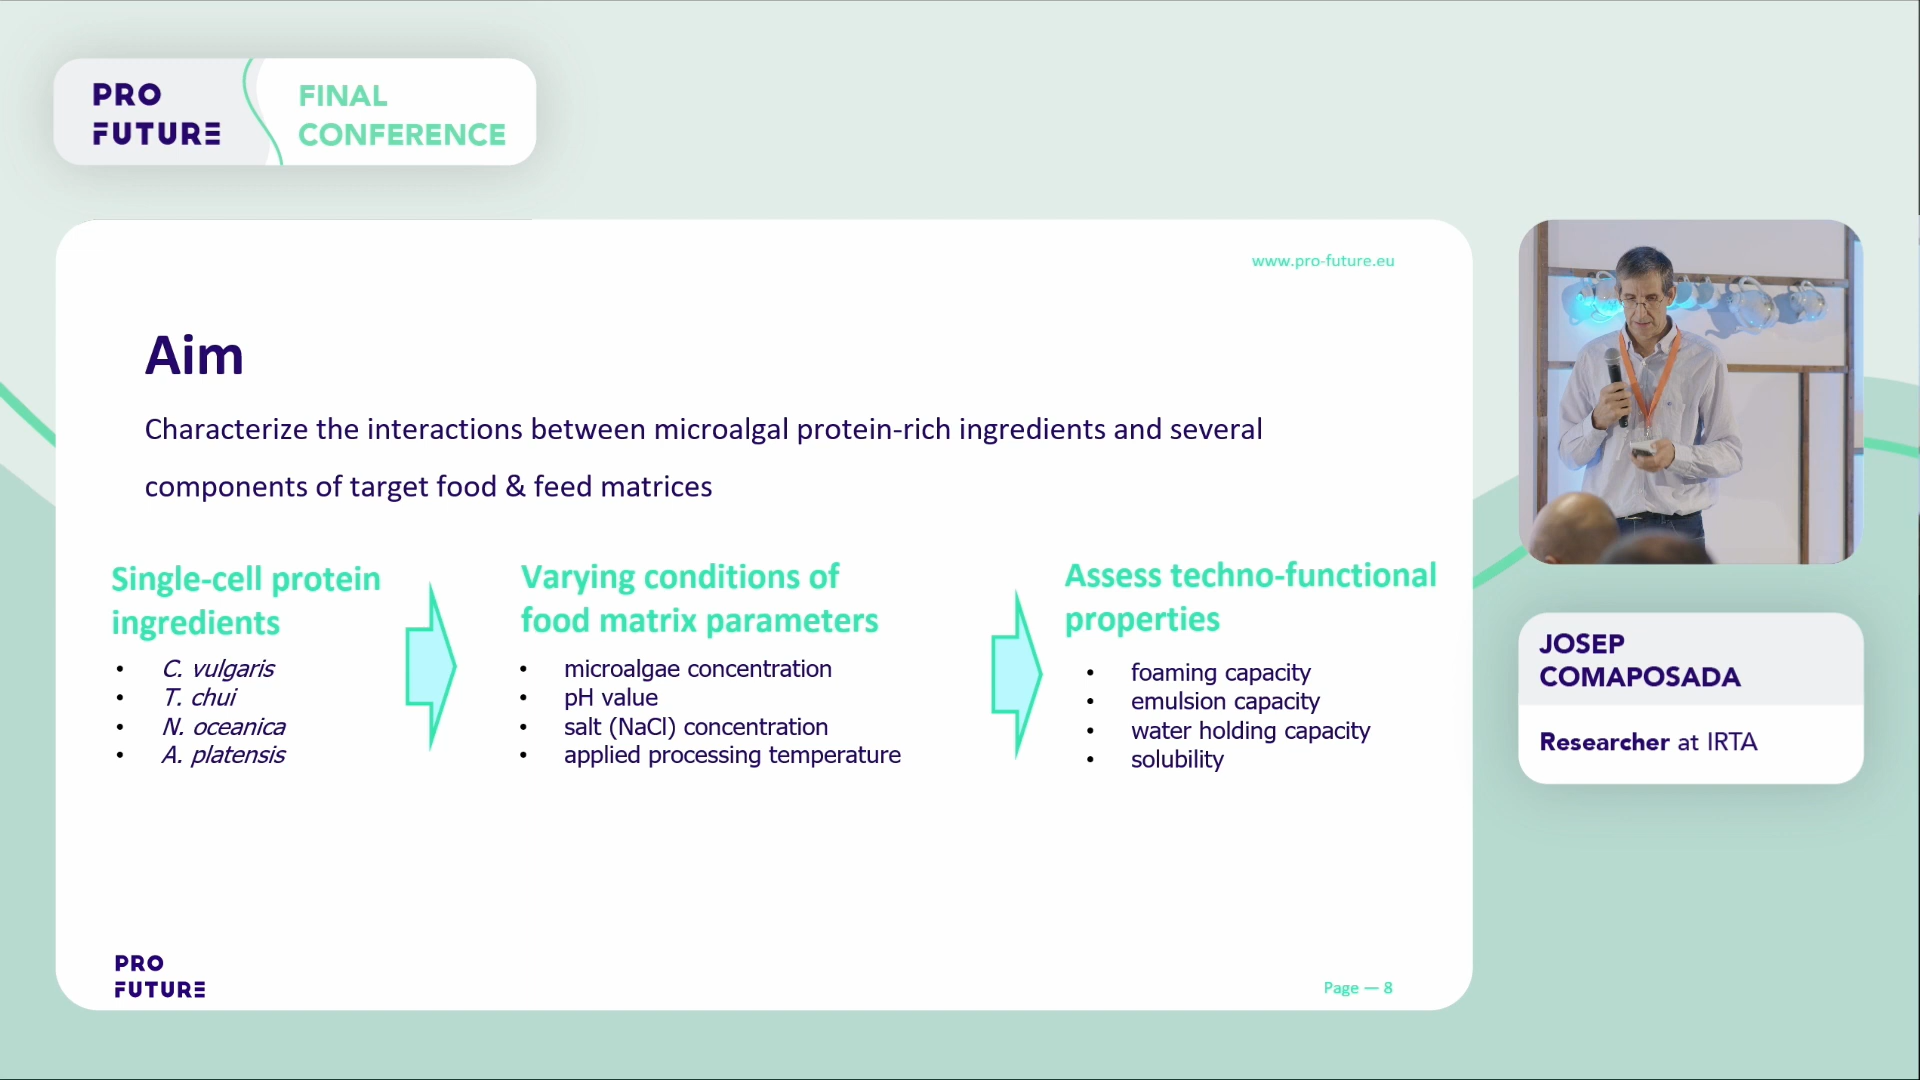 PRO
FUTURE
FINAL
CONFERENCE
www.pro-future.eu
Aim
Characterize the interactions between microalgal protein-rich ingredients and several
components of target food & feed matrices
Single-cell protein
ingredients
• C. vulgaris
• T. chui
• N. oceanica
• A. platensis
Varying conditions of
food matrix parameters
• microalgae concentration
• pH value
• salt (NaCl) concentration
• applied processing temperature
Assess techno-functional
properties
• foaming capacity
• emulsion capacity
• water holding capacity
• solubility
PRO
FUTURE
Page — 8
JOSEP
COMAPOSADA
Researcher at IRTA